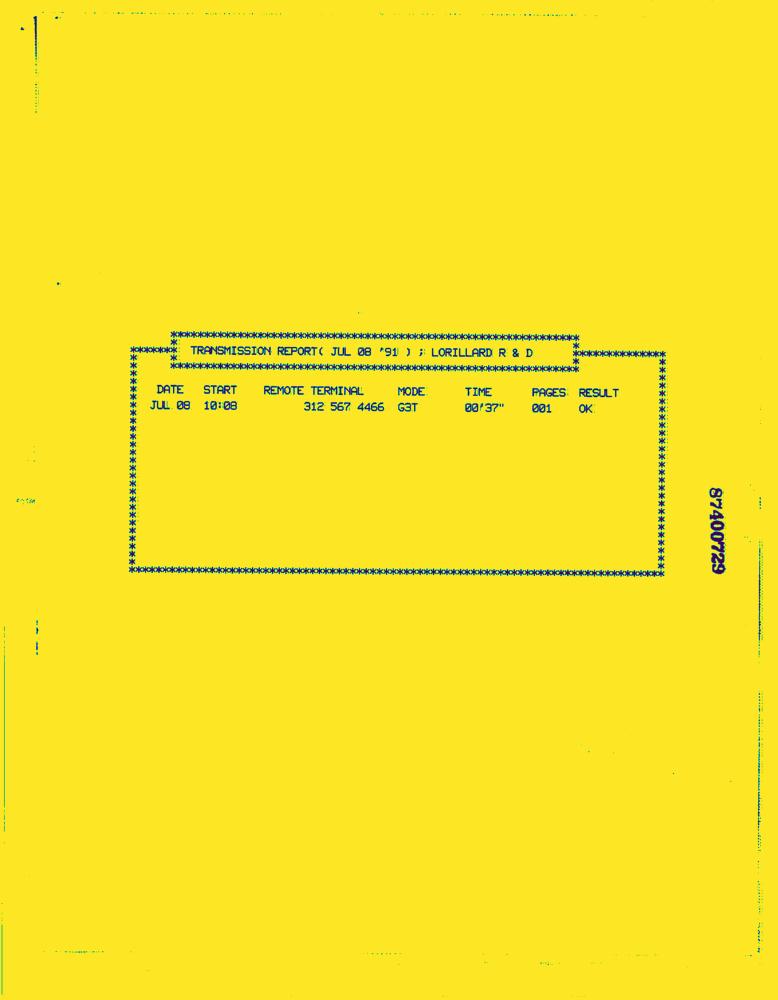 TRANSMISSION REPORT( JUL 08 '91 ) ; LORILLARD R & D
DATE START REMOTE TERMINAL MODE TIME PAGES RESULT
JUL 08 10:08 312 567 4466 G3T 00'37" 001 OK
87400729